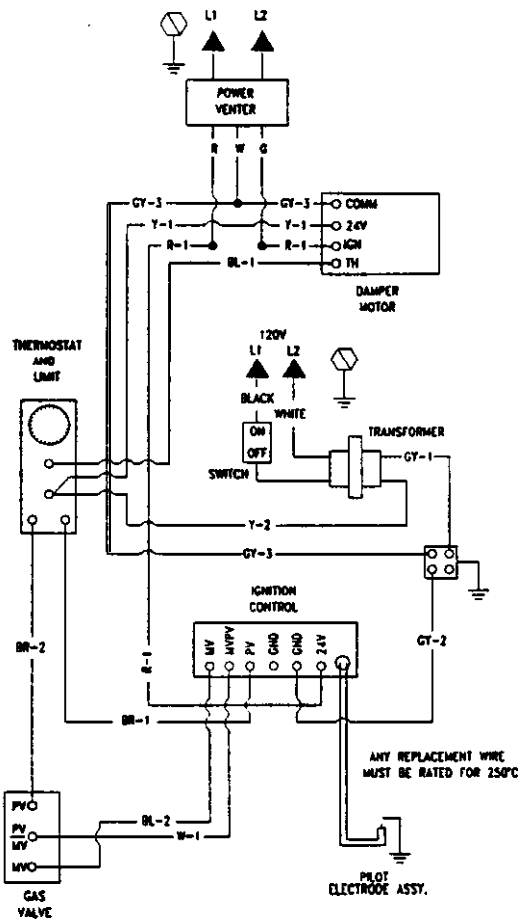 L1 L2
POWER
VENTER
R W G
GY-3 GY-3 COMM
Y-1 Y-1 24V
R-1 R-1 IGN
BL-1 TH
DAMPER
MOTOR
THERMOSTAT
AND
LIMIT
120V
L1 L2
BLACK
WHITE
ON
OFF
SWITCH
TRANSFORMER
GY-1
Y-2
GY-3
IGNITION
CONTROL
MV MVPV PV GND GND 24V
BR-2
R-1
GY-2
BR-1
ANY REPLACEMENT WIRE
MUST BE RATED FOR 250°C
PV
PV
MV
MV
BL-2
W-1
GAS
VALVE
PILOT
ELECTRODE ASSY.